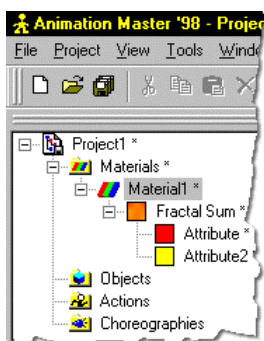 Animation Master '98 - Projec
File Project View Tools Windo
Project1 *
Materials *
Material1 *
Fractal Sum *
Attribute *
Attribute2
Objects
Actions
Choreographies